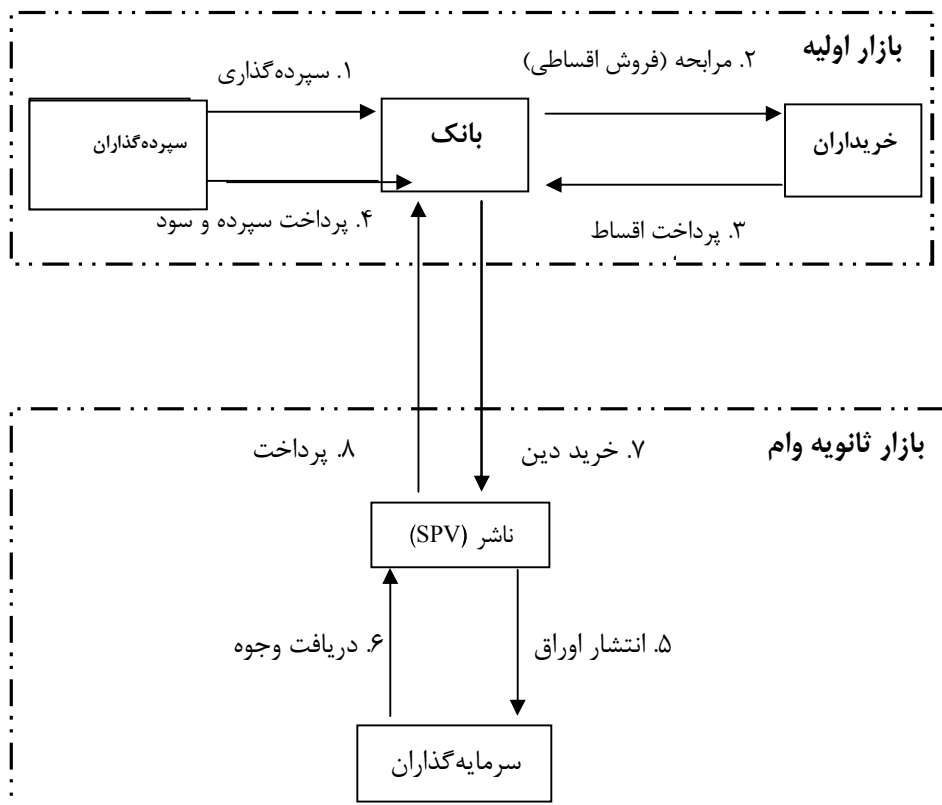 بازار اولیه
۱. سپرده‌گذاری
۲. مرابحه (فروش اقساطی)
سپرده‌گذاران
بانک
خریداران
۴. پرداخت سپرده و سود
۳. پرداخت اقساط
بازار ثانویه وام
۸. پرداخت
۷. خرید دین
ناشر (SPV)
۶. دریافت وجوه
۵. انتشار اوراق
سرمایه‌گذاران